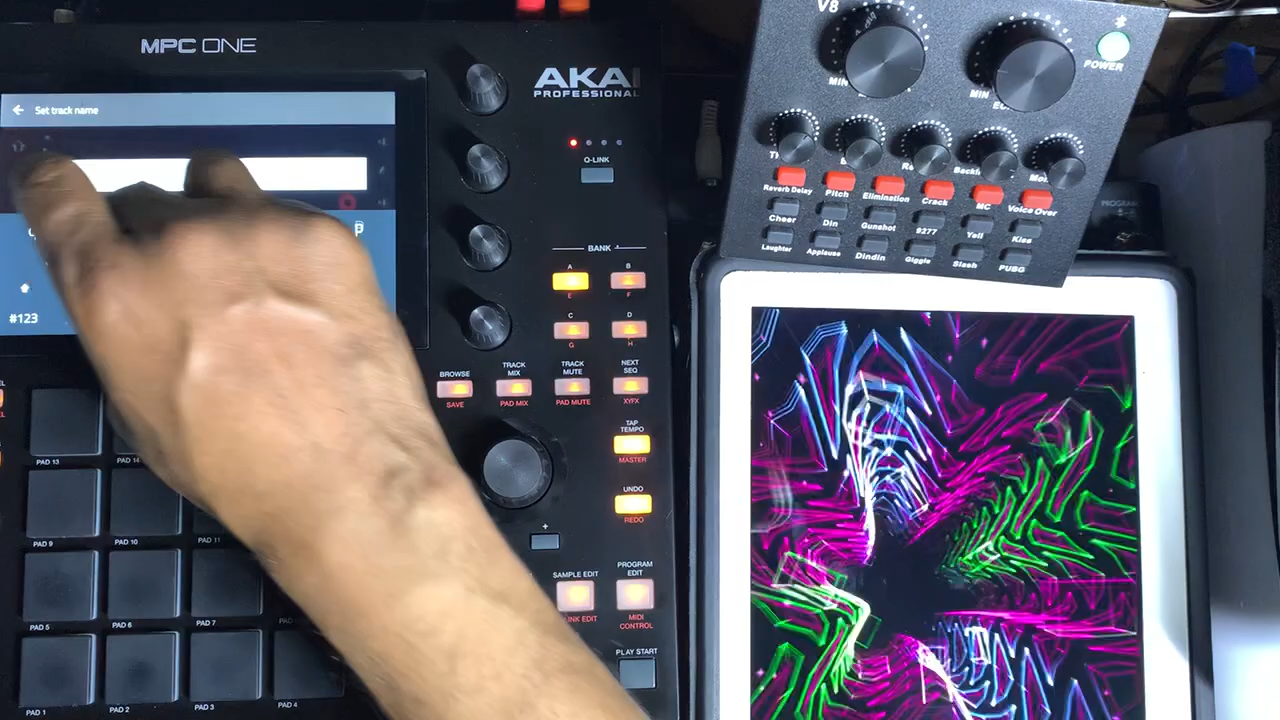 MPC ONE
AKAI
PROFESSIONAL
Set track name
#123
Q-LINK
BANK
A
E
B
F
C
G
D
H
BROWSE
SAVE
TRACK
MIX
PAD MIX
TRACK
MUTE
PAD MUTE
NEXT
SEQ
XYFX
TAP
TEMPO
MASTER
UNDO
REDO
+
SAMPLE EDIT
PROGRAM
EDIT
MIDI
CONTROL
PLAY START
PAD 13
PAD 14
PAD 9
PAD 10
PAD 11
PAD 5
PAD 6
PAD 7
PAD 1
PAD 2
PAD 3
PAD 4
V8
MIN
MIN
POWER
Reverb Delay
Pitch
Elimination
Crack
MC
Voice Over
Cheer
Din
Gunshot
9277
Yell
Kiss
Laughter
Applause
Dindin
Giggle
Slash
PUBG
PROGRAM